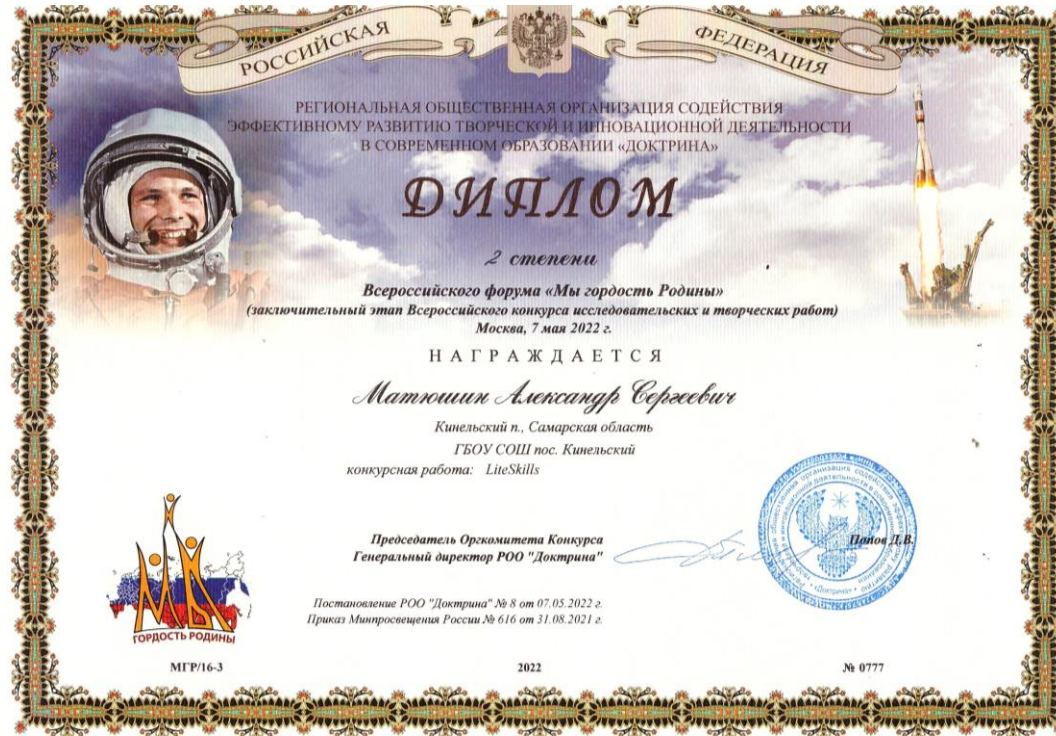 РОССИЙСКАЯ ФЕДЕРАЦИЯ
РЕГИОНАЛЬНАЯ ОБЩЕСТВЕННАЯ ОРГАНИЗАЦИЯ СОДЕЙСТВИЯ
ЭФФЕКТИВНОМУ РАЗВИТИЮ ТВОРЧЕСКОЙ И ИННОВАЦИОННОЙ ДЕЯТЕЛЬНОСТИ
В СОВРЕМЕННОМ ОБРАЗОВАНИИ «ДОКТРИНА»
ДИПЛОМ
2 степени
Всероссийского форума «Мы гордость Родины»
(заключительный этап Всероссийского конкурса исследовательских и творческих работ)
Москва, 7 мая 2022 г.
НАГРАЖДАЕТСЯ
Матюшин Александр Сергеевич
Кинельский п., Самарская область
ГБОУ СОШ пос. Кинельский
конкурсная работа: LiteSkills
Председатель Оргкомитета Конкурса
Генеральный директор РОО "Доктрина"
Попов Д.В.
Постановление РОО "Доктрина" № 8 от 07.05.2022 г.
Приказ Минпросвещения России № 616 от 31.08.2021 г.
МЫ
ГОРДОСТЬ РОДИНЫ
«Доктрина»
МГР/16-3
2022
№ 0777